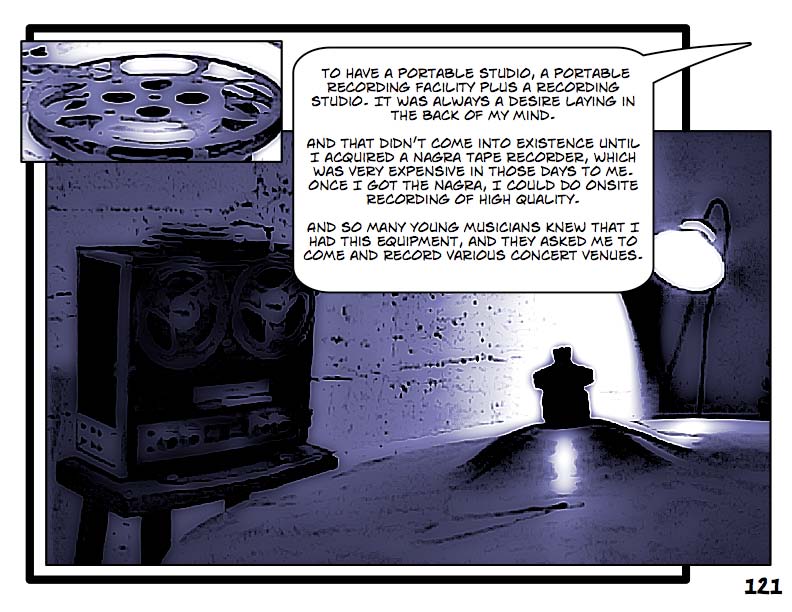 TO HAVE A PORTABLE STUDIO, A PORTABLE
RECORDING FACILITY PLUS A RECORDING
STUDIO. IT WAS ALWAYS A DESIRE LAYING IN
THE BACK OF MY MIND.
AND THAT DIDN'T COME INTO EXISTENCE UNTIL
I ACQUIRED A NAGRA TAPE RECORDER, WHICH
WAS VERY EXPENSIVE IN THOSE DAYS TO ME.
ONCE I GOT THE NAGRA, I COULD DO ONSITE
RECORDING OF HIGH QUALITY.
AND SO MANY YOUNG MUSICIANS KNEW THAT I
HAD THIS EQUIPMENT, AND THEY ASKED ME TO
COME AND RECORD VARIOUS CONCERT VENUES.
121